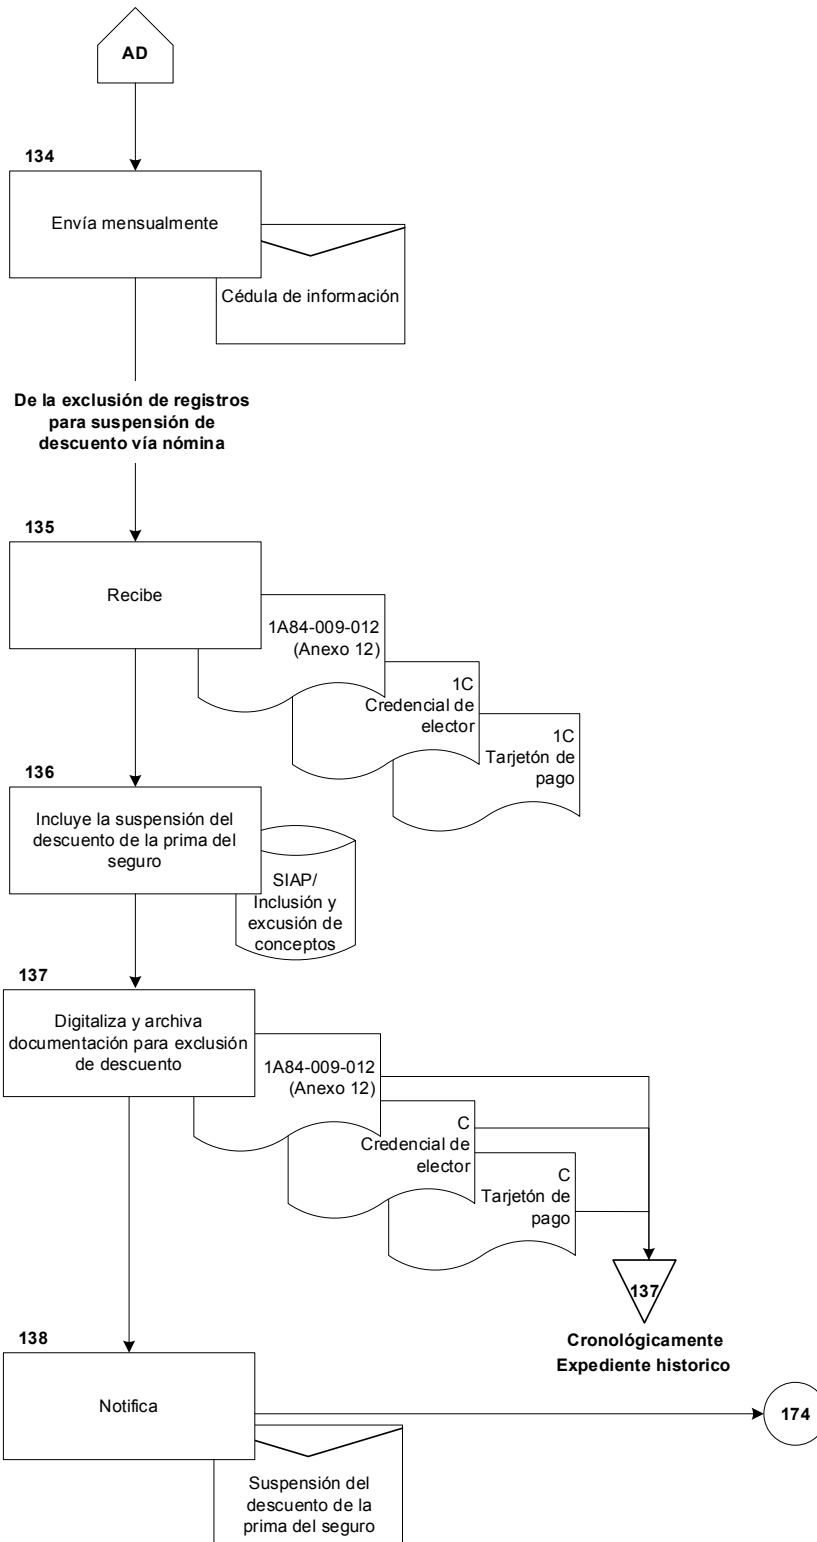 AD
134
Envía mensualmente
Cédula de información
De la exclusión de registros
para suspensión de
descuento vía nómina
135
Recibe
1A84-009-012
(Anexo 12)
1C
Credencial de
elector
1C
Tarjetón de
pago
136
Incluye la suspensión del
descuento de la prima del
seguro
SIAP/
Inclusión y
excusión de
conceptos
137
Digitaliza y archiva
documentación para exclusión
de descuento
1A84-009-012
(Anexo 12)
C
Credencial de
elector
C
Tarjetón de
pago
137
Cronológicamente
Expediente historico
138
Notifica
174
Suspensión del
descuento de la
prima del seguro